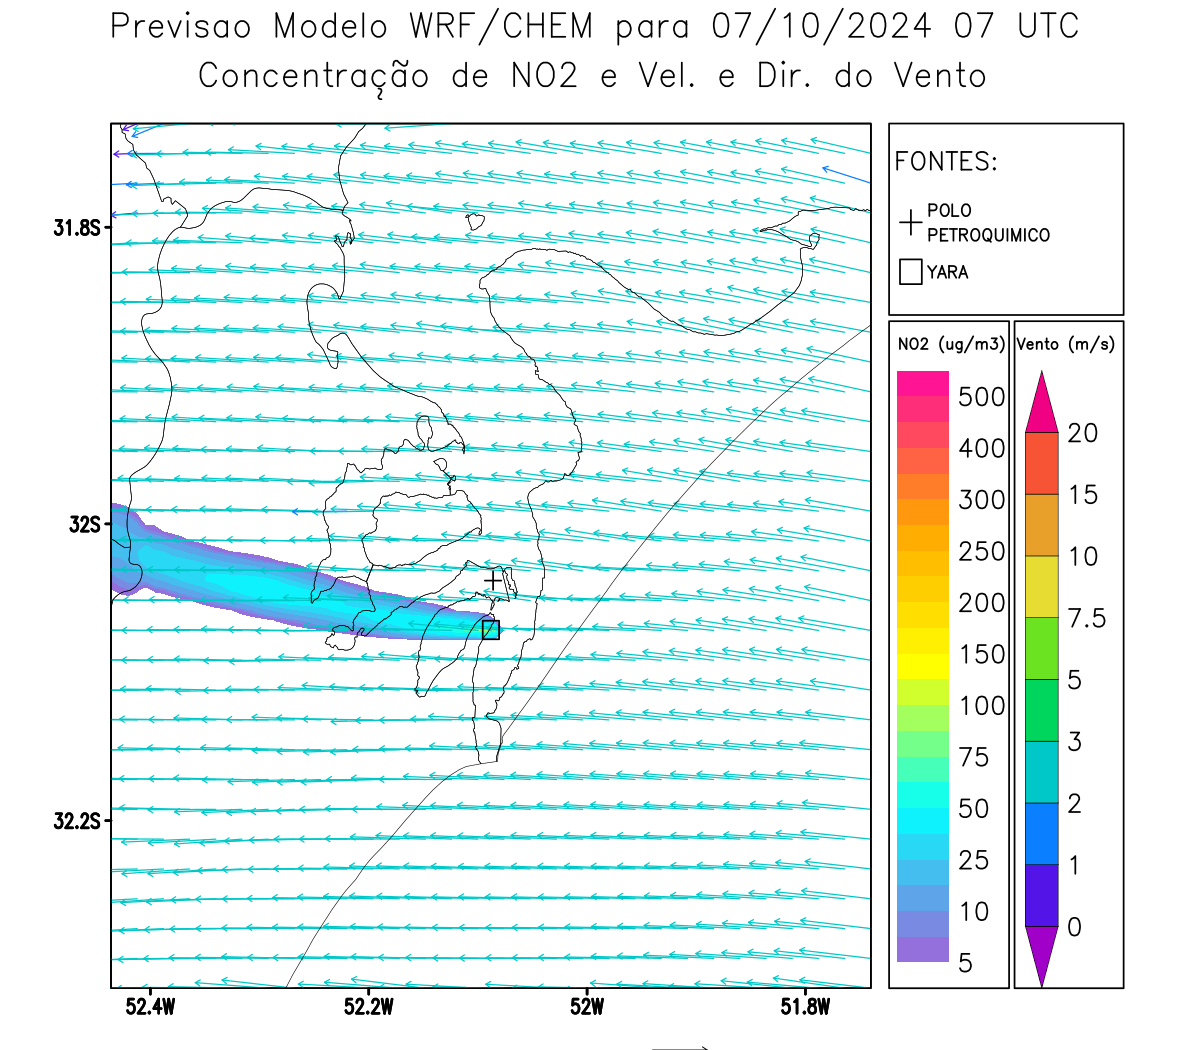 Previsao Modelo WRF/CHEM para 07/10/2024 07 UTC
Concentração de NO2 e Vel. e Dir. do Vento
FONTES:
POLO
PETROQUIMICO
YARA
NO2 (ug/m3)
500
400
300
250
200
150
100
75
50
25
10
5
Vento (m/s)
20
15
10
7.5
5
3
2
1
0
31.8S
32S
32.2S
52.4W
52.2W
52W
51.8W